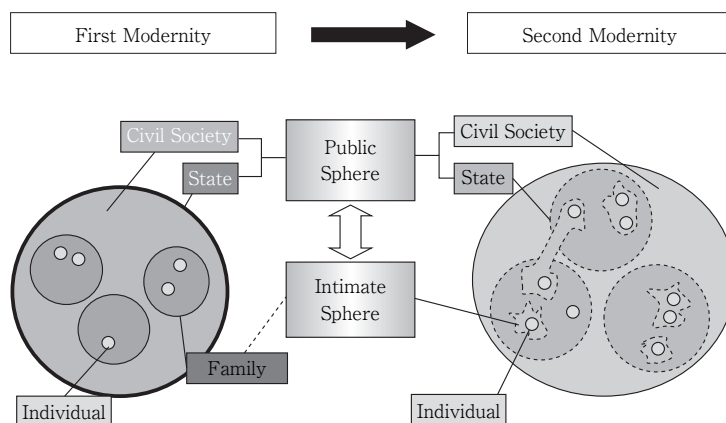 First Modernity
Second Modernity
Civil Society
State
Public
Sphere
Civil Society
State
Intimate
Sphere
Family
Individual
Individual